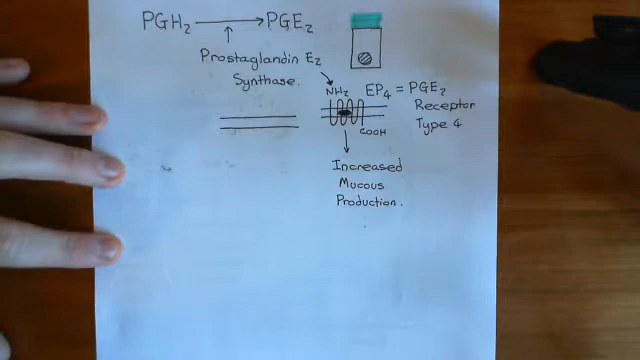 PGH₂ → PGE₂
Prostaglandin E₂
Synthase.
NH₂
EP₄ = PGE₂
Receptor
Type 4
COOH
Increased
Mucous
Production.